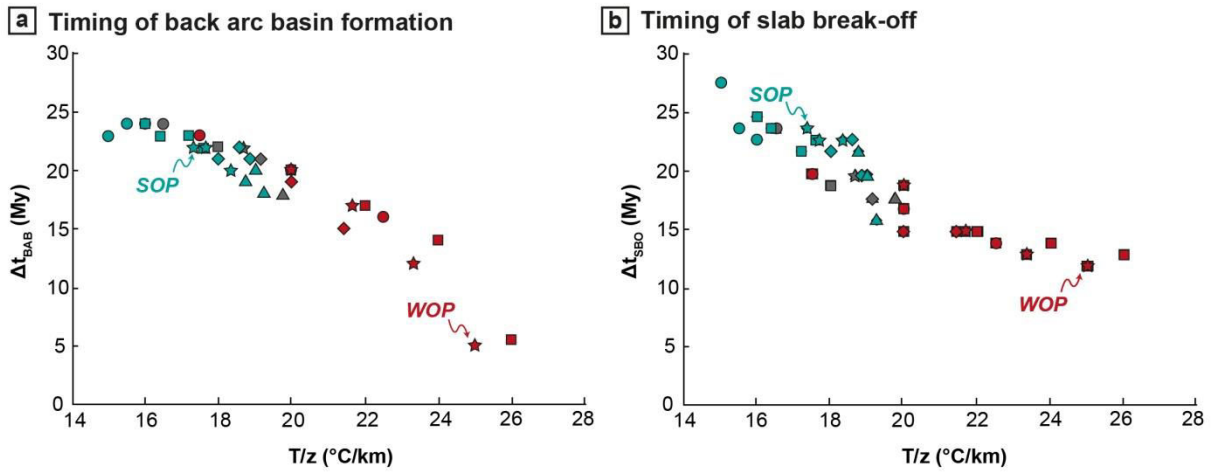 a Timing of back arc basin formation
30
25
20
15
10
5
0
Δt_BAB (My)
SOP
WOP
14 16 18 20 22 24 26 28
T/z (°C/km)
b Timing of slab break-off
30
25
20
15
10
5
0
Δt_SBO (My)
SOP
WOP
14 16 18 20 22 24 26 28
T/z (°C/km)